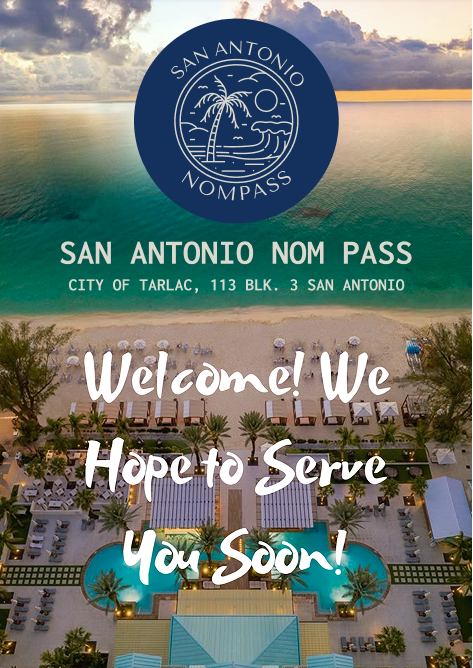 SAN ANTONIO
NOMPASS
SAN ANTONIO NOM PASS
CITY OF TARLAC, 113 BLK. 3 SAN ANTONIO
Welcome! We
Hope to Serve
You Soon!